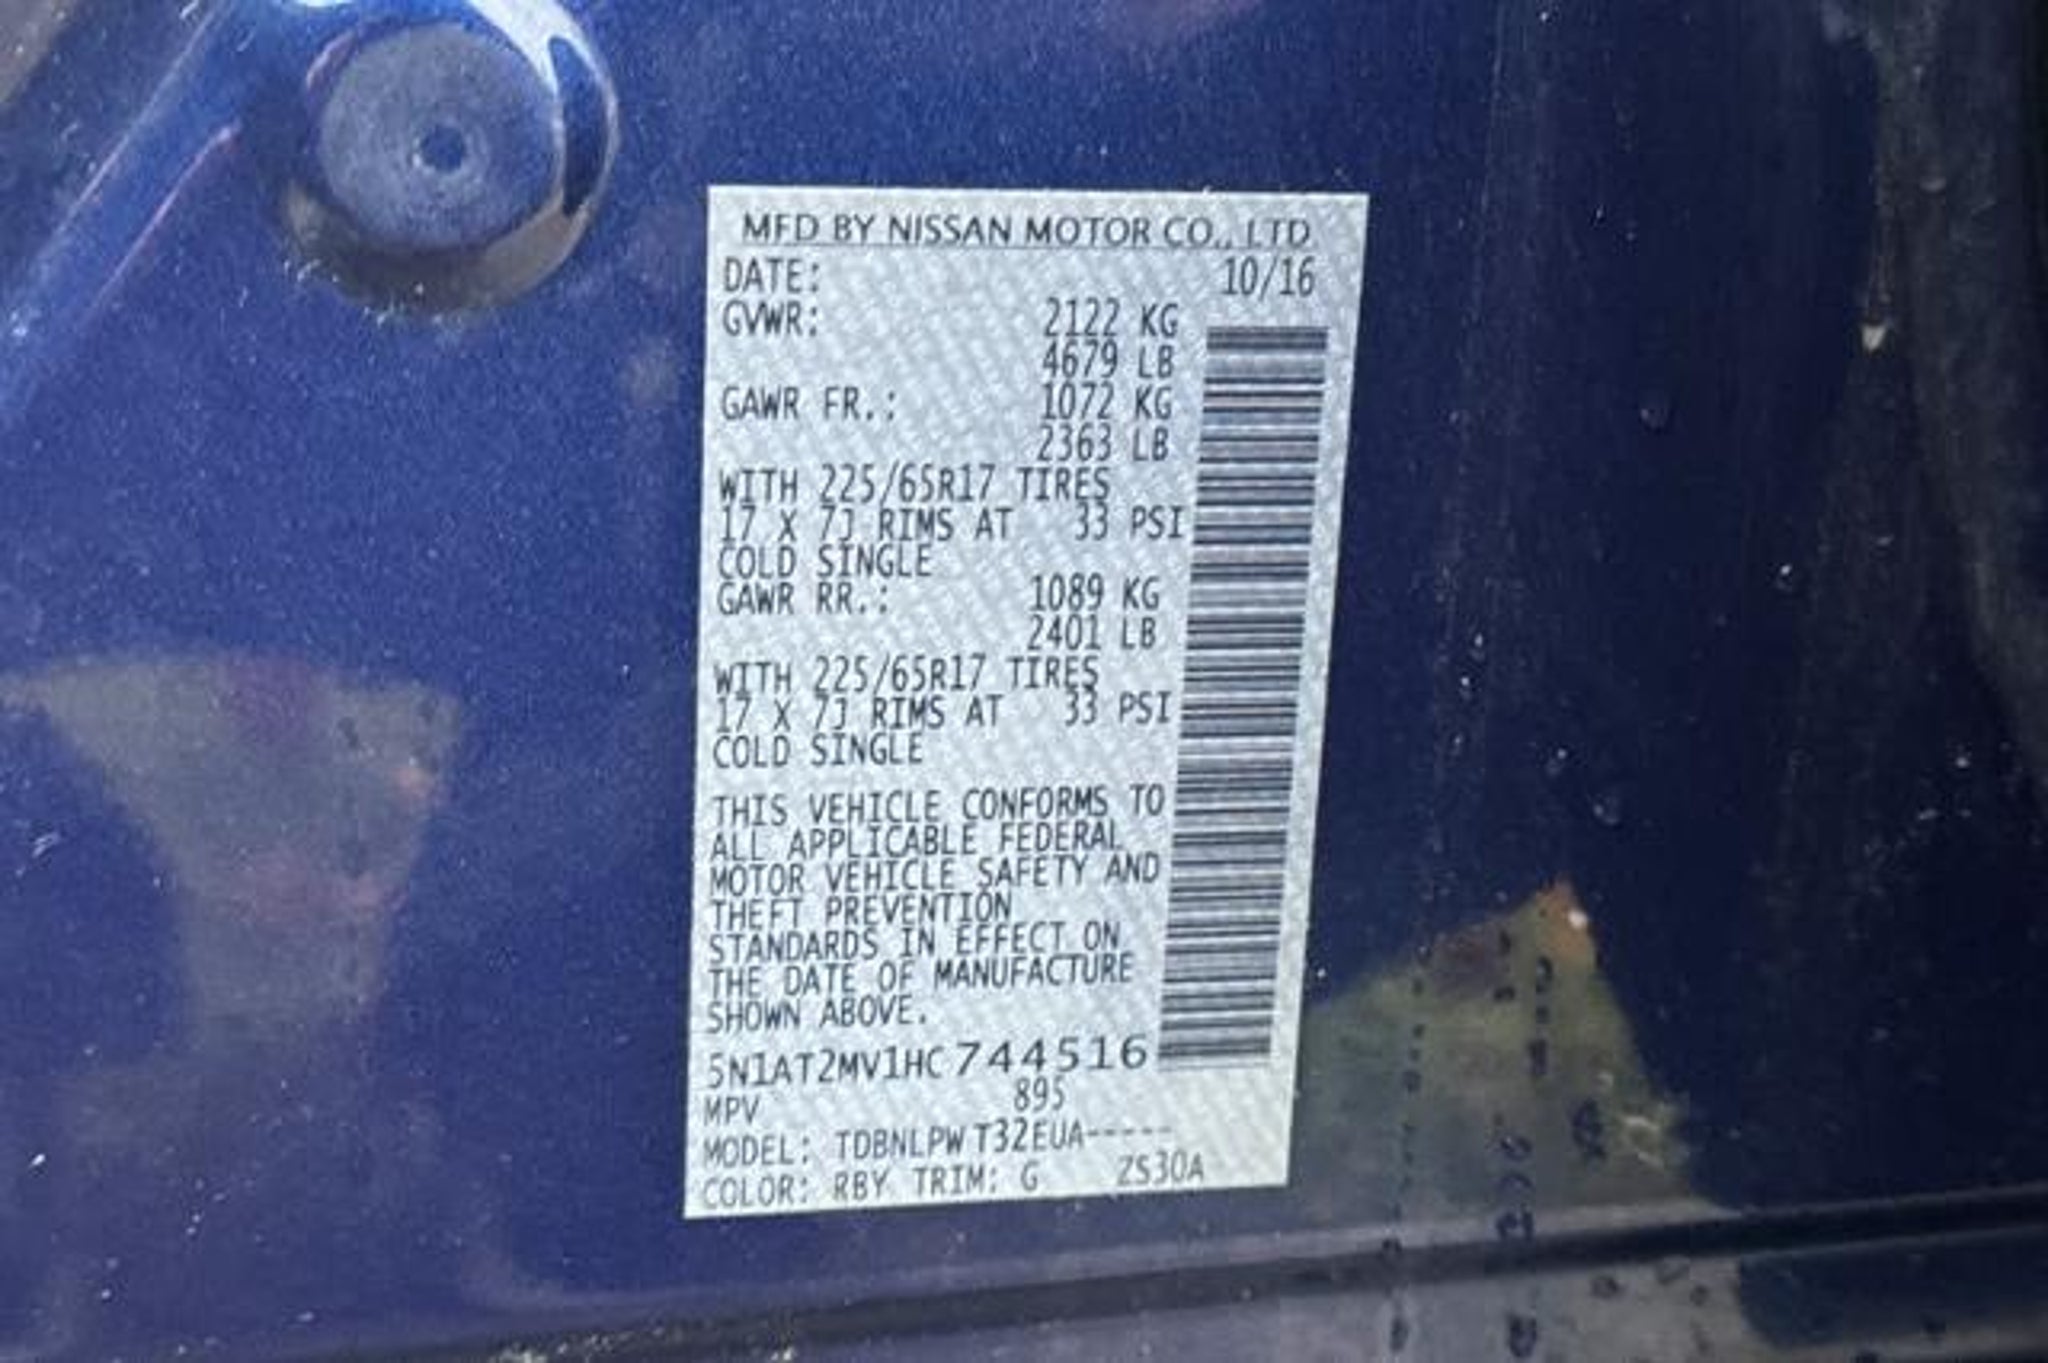 MFD BY NISSAN MOTOR CO., LTD.
DATE: 10/16
GVWR: 2122 KG
4679 LB
GAWR FR.: 1072 KG
2363 LB
WITH 225/65R17 TIRES
17 X 7J RIMS AT 33 PSI
COLD SINGLE
GAWR RR.: 1089 KG
2401 LB
WITH 225/65R17 TIRES
17 X 7J RIMS AT 33 PSI
COLD SINGLE
THIS VEHICLE CONFORMS TO
ALL APPLICABLE FEDERAL
MOTOR VEHICLE SAFETY AND
THEFT PREVENTION
STANDARDS IN EFFECT ON
THE DATE OF MANUFACTURE
SHOWN ABOVE.
5N1AT2MV1HC744516
MPV 895
MODEL: TDBNLPW T32EUA-----
COLOR: RBY TRIM: G ZS30A